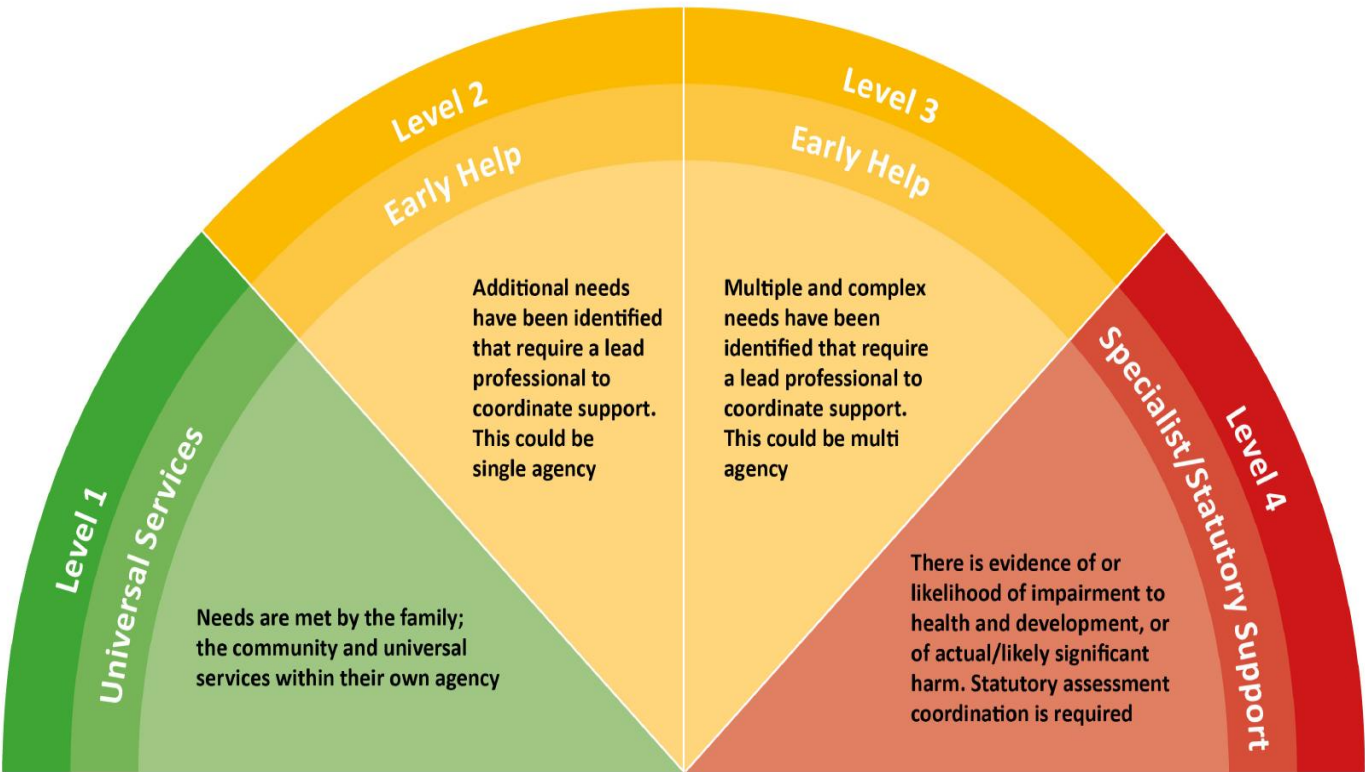 Level 1
Universal Services
Needs are met by the family;
the community and universal
services within their own agency
Level 2
Early Help
Additional needs
have been identified
that require a lead
professional to
coordinate support.
This could be
single agency
Level 3
Early Help
Multiple and complex
needs have been
identified that require
a lead professional to
coordinate support.
This could be multi
agency
Level 4
Specialist/Statutory Support
There is evidence of or
likelihood of impairment to
health and development, or
of actual/likely significant
harm. Statutory assessment
coordination is required